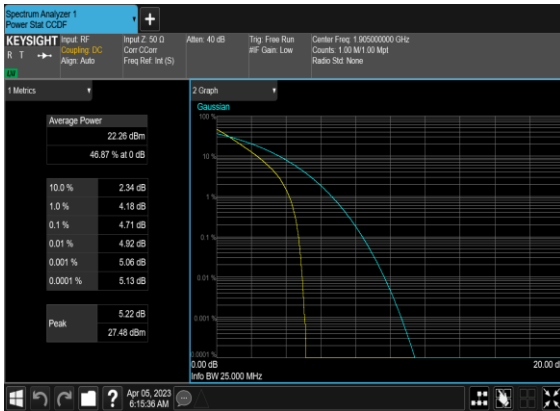 Spectrum Analyzer 1
Power Stat CCDF
+
KEYSIGHT
R T
Input: RF
Coupling: DC
Align: Auto
Input Z: 50 Ω
Corr CCorr
Freq Ref: Int (S)
Atten: 40 dB
Trig: Free Run
#IF Gain: Low
Center Freq: 1.905000000 GHz
Counts: 1.00 M/1.00 Mpt
Radio Std: None
1 Metrics
Average Power
22.26 dBm
46.87 % at 0 dB
10.0 % 2.34 dB
1.0 % 4.18 dB
0.1 % 4.71 dB
0.01 % 4.92 dB
0.001 % 5.06 dB
0.0001 % 5.13 dB
Peak
5.22 dB
27.48 dBm
2 Graph
Gaussian
100 %
10 %
1 %
0.1 %
0.01 %
0.001 %
0.0001 %
0.00 dB
20.00 d
Info BW 25.000 MHz
?
Apr 05, 2023
6:15:36 AM